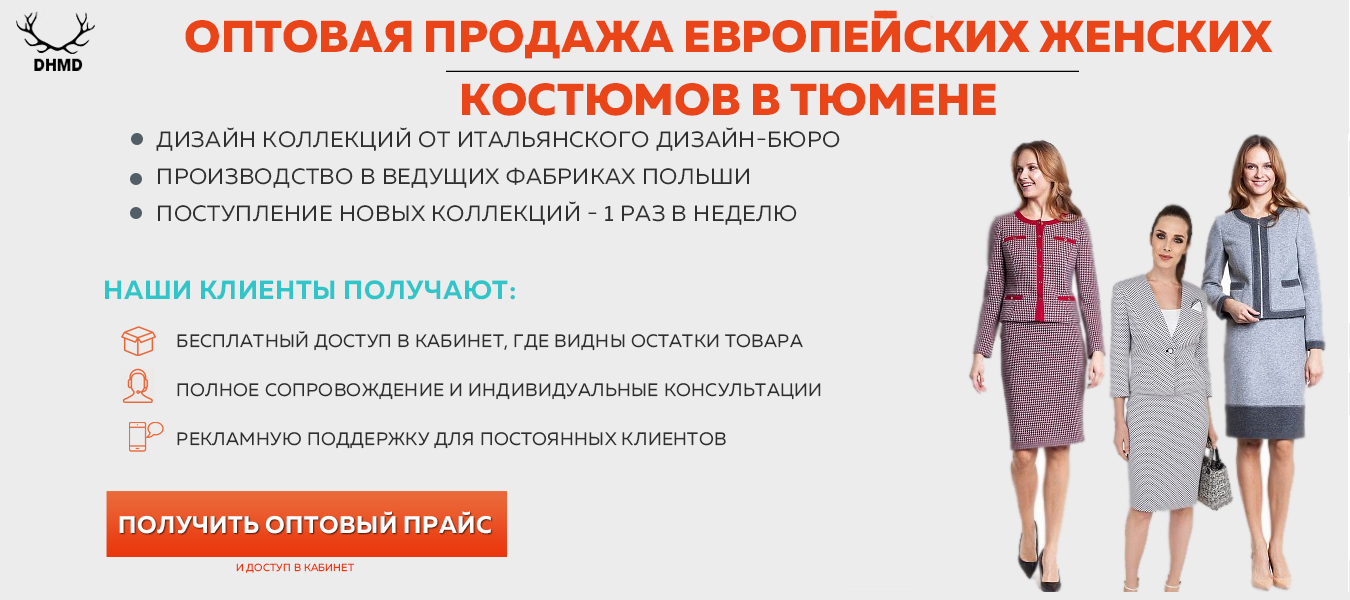 DHMD
ОПТОВАЯ ПРОДАЖА ЕВРОПЕЙСКИХ ЖЕНСКИХ
КОСТЮМОВ В ТЮМЕНЕ
ДИЗАЙН КОЛЛЕКЦИЙ ОТ ИТАЛЬЯНСКОГО ДИЗАЙН-БЮРО
ПРОИЗВОДСТВО В ВЕДУЩИХ ФАБРИКАХ ПОЛЬШИ
ПОСТУПЛЕНИЕ НОВЫХ КОЛЛЕКЦИЙ - 1 РАЗ В НЕДЕЛЮ
НАШИ КЛИЕНТЫ ПОЛУЧАЮТ:
БЕСПЛАТНЫЙ ДОСТУП В КАБИНЕТ, ГДЕ ВИДНЫ ОСТАТКИ ТОВАРА
ПОЛНОЕ СОПРОВОЖДЕНИЕ И ИНДИВИДУАЛЬНЫЕ КОНСУЛЬТАЦИИ
РЕКЛАМНУЮ ПОДДЕРЖКУ ДЛЯ ПОСТОЯННЫХ КЛИЕНТОВ
ПОЛУЧИТЬ ОПТОВЫЙ ПРАЙС
И ДОСТУП В КАБИНЕТ